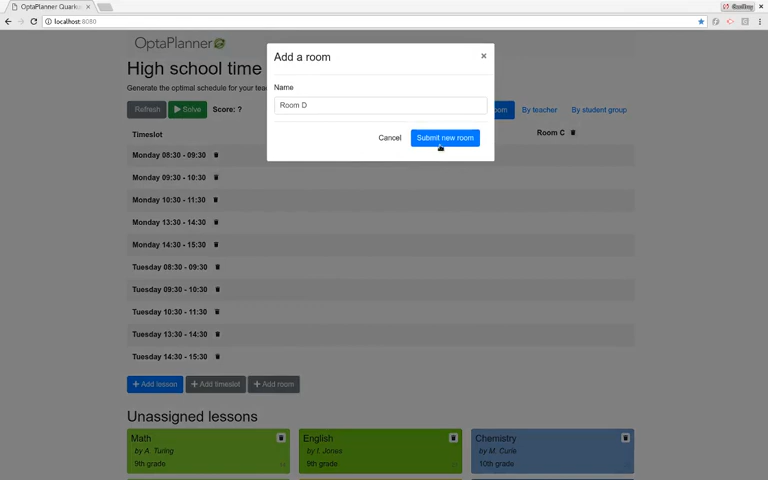 OptaPlanner Quark
localhost:8080
OptaPlanner
Add a room
×
High school time
Name
Generate the optimal schedule for your tea
Room D
Refresh
Solve
Score: ?
oom
By teacher
By student group
Cancel
Submit new room
Timeslot
Room C
Monday 08:30 - 09:30
Monday 09:30 - 10:30
Monday 10:30 - 11:30
Monday 13:30 - 14:30
Monday 14:30 - 15:30
Tuesday 08:30 - 09:30
Tuesday 09:30 - 10:30
Tuesday 10:30 - 11:30
Tuesday 13:30 - 14:30
Tuesday 14:30 - 15:30
+ Add lesson
+ Add timeslot
+ Add room
Unassigned lessons
Math
by A. Turing
9th grade
English
by I. Jones
9th grade
Chemistry
by M. Curie
10th grade